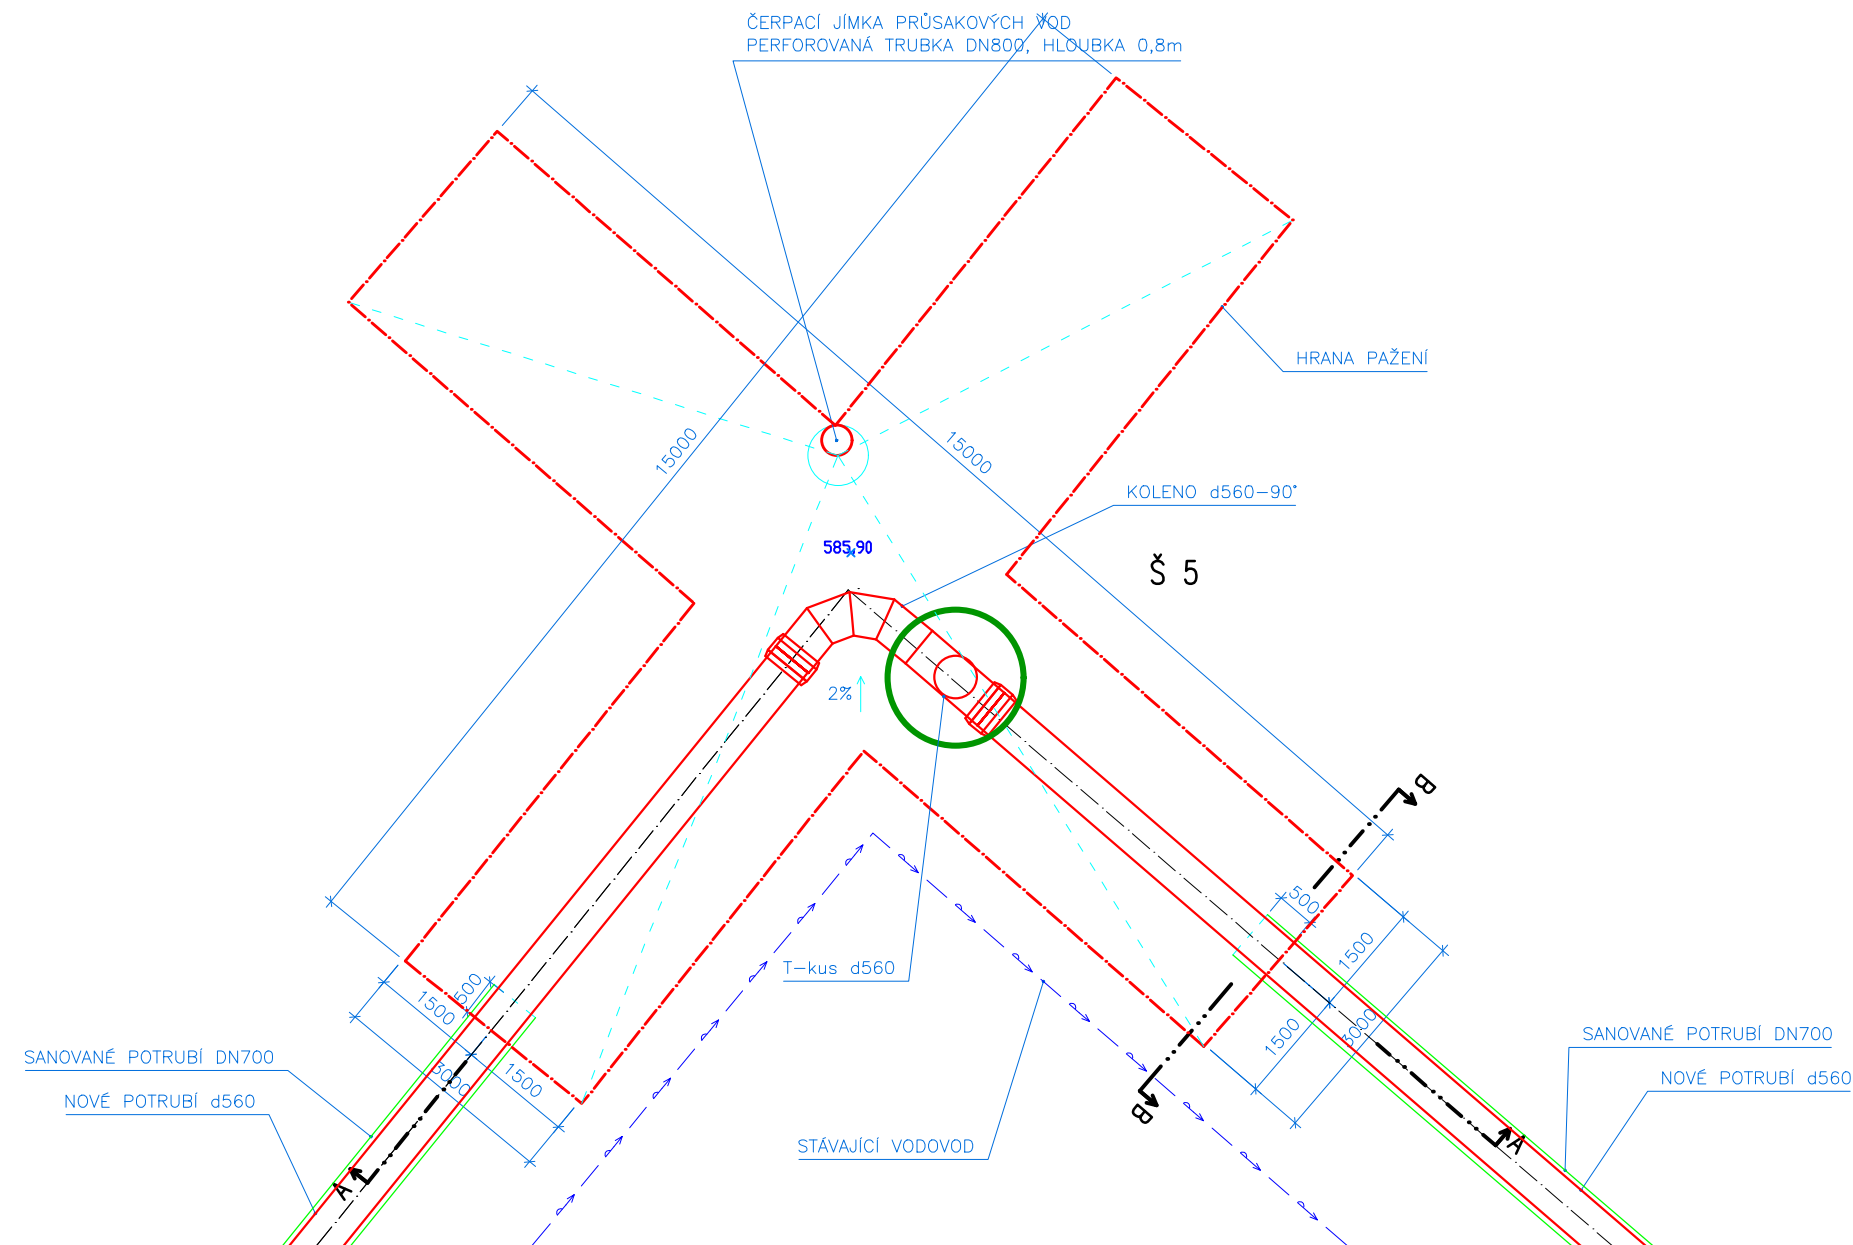 ČERPACÍ JÍMKA PRŮSAKOVÝCH VOD
PERFOROVANÁ TRUBKA DN800, HLOUBKA 0,8m
HRANA PAŽENÍ
15000
15000
KOLENO d560-90°
585,90
Š 5
2%
B
500
1500
T-kus d560
500
1500
1500
3000
SANOVANÉ POTRUBÍ DN700
NOVÉ POTRUBÍ d560
3000
1500
B
STÁVAJÍCÍ VODOVOD
SANOVANÉ POTRUBÍ DN700
NOVÉ POTRUBÍ d560
A
A